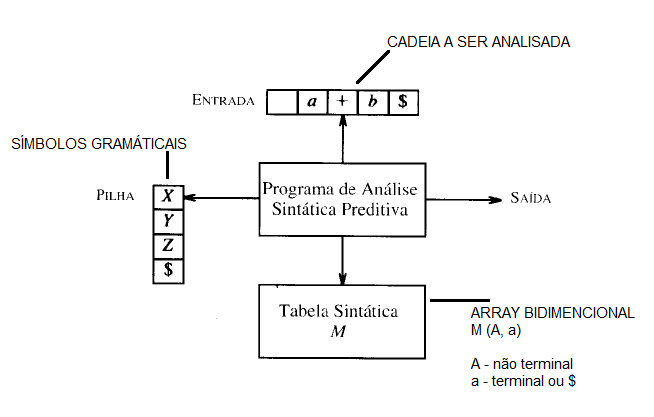 CADEIA A SER ANALISADA
ENTRADA a + b $
SÍMBOLOS GRAMÁTICAIS
PILHA
X
Y
Z
$
Programa de Análise
Sintática Preditiva
SAÍDA
Tabela Sintática
M
ARRAY BIDIMENCIONAL
M (A, a)
A - não terminal
a - terminal ou $